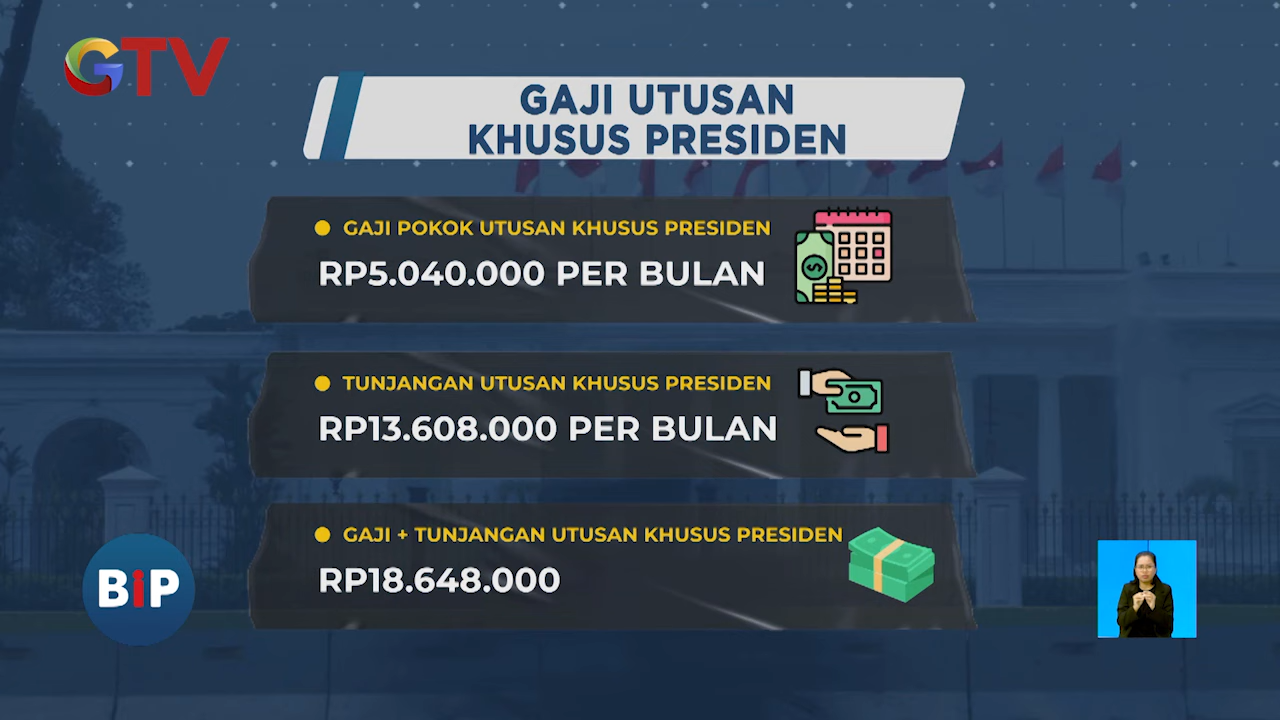 GTV
GAJI UTUSAN
KHUSUS PRESIDEN
GAJI POKOK UTUSAN KHUSUS PRESIDEN
RP5.040.000 PER BULAN
TUNJANGAN UTUSAN KHUSUS PRESIDEN
RP13.608.000 PER BULAN
GAJI + TUNJANGAN UTUSAN KHUSUS PRESIDEN
RP18.648.000
BiP